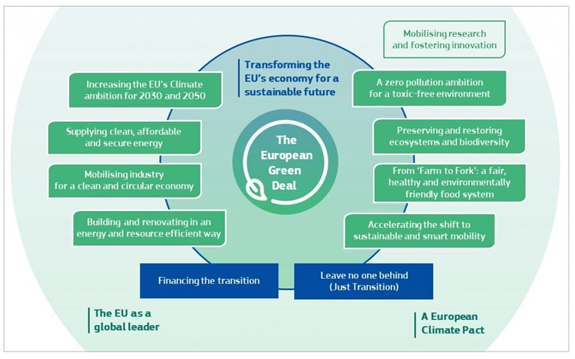 Mobilising research
and fostering innovation
Transforming the
EU's economy for a
sustainable future
Increasing the EU's Climate
ambition for 2030 and 2050
A zero pollution ambition
for a toxic-free environment
Supplying clean, affordable
and secure energy
The
European
Green
Deal
Preserving and restoring
ecosystems and biodiversity
Mobilising industry
for a clean and circular economy
From 'Farm to Fork': a fair,
healthy and environmentally
friendly food system
Building and renovating in an
energy and resource efficient way
Accelerating the shift to
sustainable and smart mobility
Financing the transition
Leave no one behind
(Just Transition)
The EU as a
global leader
A European
Climate Pact